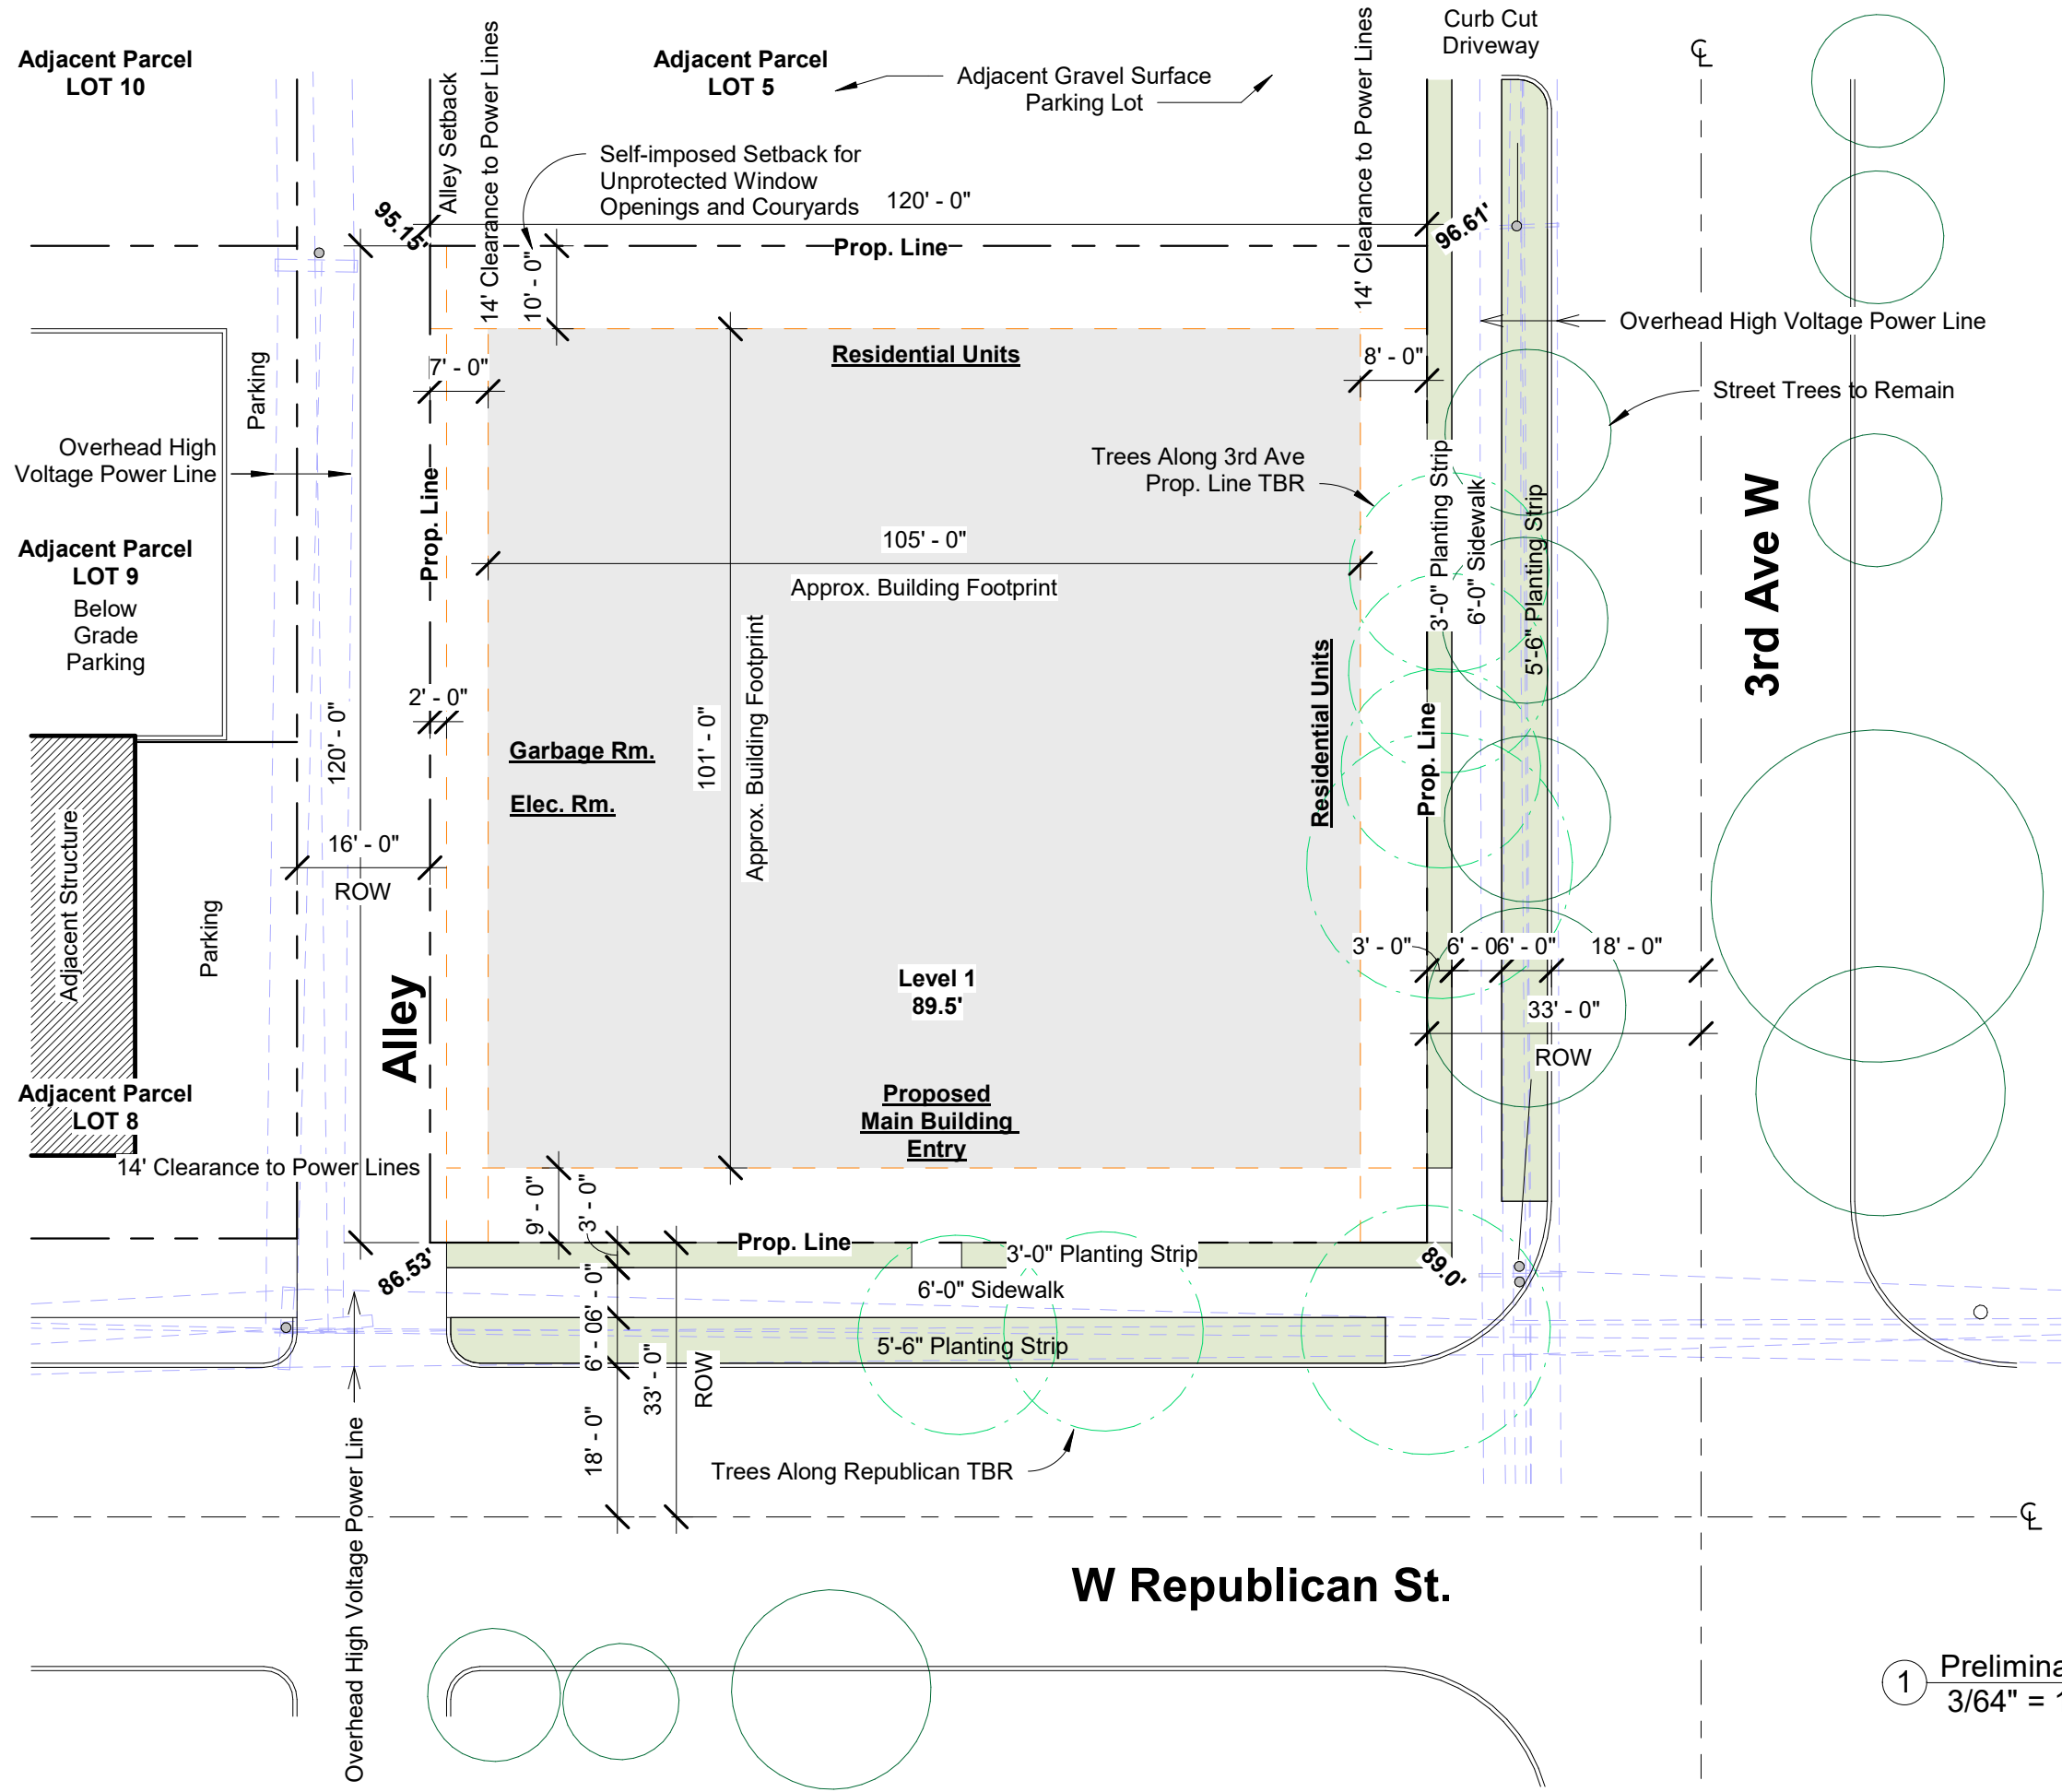 Adjacent Parcel
LOT 10
Alley Setback
14' Clearance to Power Lines
Adjacent Parcel
LOT 5
Adjacent Gravel Surface
Parking Lot
14' Clearance to Power Lines
Curb Cut
Driveway
℄
Self-imposed Setback for
Unprotected Window
Openings and Couryards
120' - 0"
95.15'
96.61'
Prop. Line
10' - 0"
Overhead High Voltage Power Line
Residential Units
7' - 0"
8' - 0"
Parking
Street Trees to Remain
Overhead High
Voltage Power Line
Trees Along 3rd Ave
Prop. Line TBR
Prop. Line
3'-0" Planting Strip
6'-0" Sidewalk
5'-6" Planting Strip
3rd Ave W
105' - 0"
Approx. Building Footprint
Adjacent Parcel
LOT 9
Below
Grade
Parking
2' - 0"
120' - 0"
101' - 0"
Approx. Building Footprint
Residential Units
Prop. Line
Garbage Rm.
Elec. Rm.
16' - 0"
ROW
Adjacent Structure
Parking
Alley
3' - 0"
6' - 0
6' - 0"
18' - 0"
33' - 0"
ROW
Level 1
89.5'
Adjacent Parcel
LOT 8
Proposed
Main Building
Entry
14' Clearance to Power Lines
9' - 0"
3' - 0"
Prop. Line
3'-0" Planting Strip
86.53'
89.0'
6'-0" Sidewalk
6' - 0"
6' - 0
5'-6" Planting Strip
33' - 0"
ROW
18' - 0"
Trees Along Republican TBR
Overhead High Voltage Power Line
℄
W Republican St.
1
3/64" =